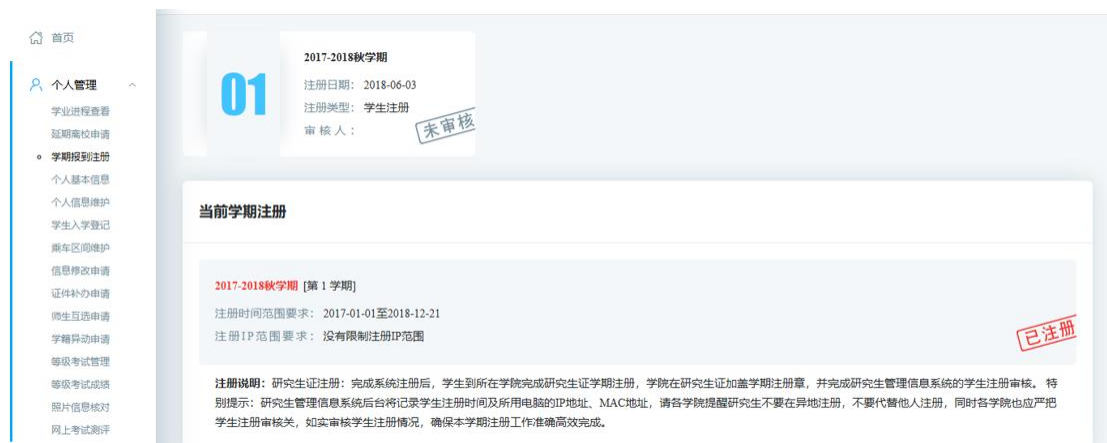 首页
个人管理
学业进程查看
延期离校申请
学期报到注册
个人基本信息
个人信息维护
学生入学登记
乘车区间维护
信息修改申请
证件补办申请
师生互选申请
学籍异动申请
等级考试管理
等级考试成绩
照片信息核对
网上考试测评
01
2017-2018秋学期
注册日期： 2018-06-03
注册类型： 学生注册
审 核 人：
未审核
当前学期注册
2017-2018秋学期 [第 1 学期]
注册时间范围要求： 2017-01-01至2018-12-21
注册IP范围要求： 没有限制注册IP范围
已注册
注册说明：研究生证注册：完成系统注册后，学生到所在学院完成研究生证学期注册，学院在研究生证加盖学期注册章，并完成研究生管理信息系统的学生注册审核。 特
别提示：研究生管理信息系统后台将记录学生注册时间及所用电脑的IP地址、MAC地址，请各学院提醒研究生不要在异地注册，不要代替他人注册，同时各学院也应严把
学生注册审核关，如实审核学生注册情况，确保本学期注册工作准确高效完成。